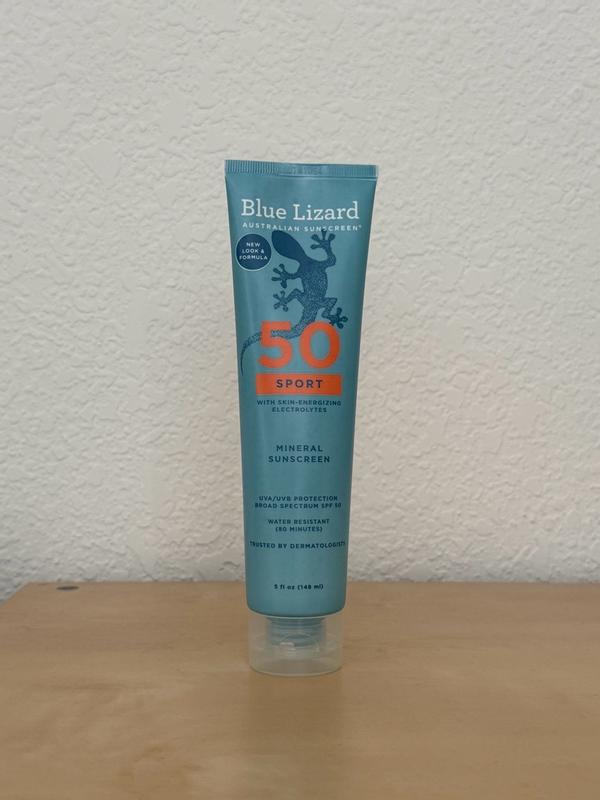 Blue Lizard
AUSTRALIAN SUNSCREEN®
NEW
LOOK &
FORMULA
50
SPORT
WITH SKIN-ENERGIZING
ELECTROLYTES
MINERAL
SUNSCREEN
UVA/UVB PROTECTION
BROAD SPECTRUM SPF 50
WATER RESISTANT
(80 MINUTES)
TRUSTED BY DERMATOLOGISTS
5 fl oz (148 ml)